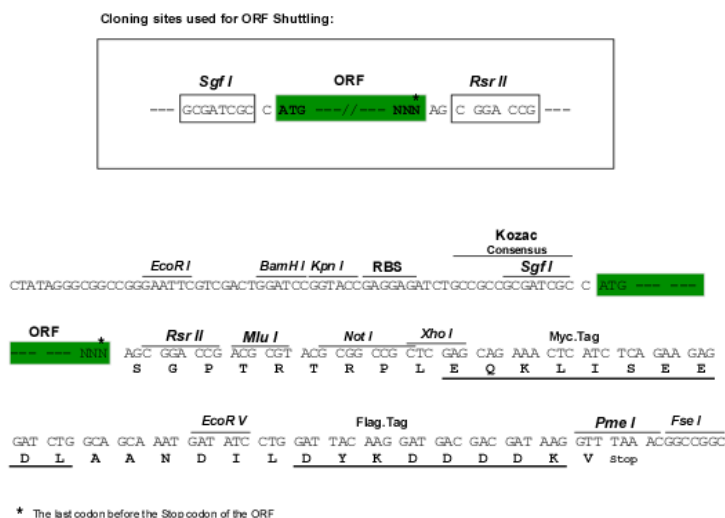 Cloning sites used for ORF Shuttling:
Sgf I ORF Rsr II
*
--- GCGATCGC C ATG ---//--- NNN AG C GGA CCG ---
Kozac
Consensus
EcoR I BamH I Kpn I RBS Sgf I
CTATAGGGCGGCCGGGAATTCGTCGACTGGATCCGGTACCGAGGAGATCTGCCGCCGCGATCGC C ATG --- ---
ORF Rsr II Mlu I Not I Xho I Myc.Tag
*
--- --- NNN AGC GGA CCG ACG CGT ACG CGG CCG CTC GAG CAG AAA CTC ATC TCA GAA GAG
S G P T R T R P L E Q K L I S E E
EcoR V Flag.Tag Pme I Fse I
GAT CTG GCA GCA AAT GAT ATC CTG GAT TAC AAG GAT GAC GAC GAT AAG GTT TAA ACGGCCGGC
D L A A N D I L D Y K D D D D K V Stop
* The last codon before the Stop codon of the ORF